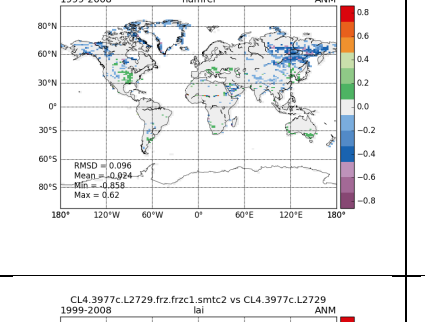 1999-2008 ANM
0.8
80°N
0.6
60°N
0.4
30°N
0.2
0°
0.0
30°S
−0.2
60°S
−0.4
80°S
−0.6
−0.8
RMSD = 0.096
Mean = -0.024
Min = -0.858
Max = 0.62
180° 120°W 60°W 0° 60°E 120°E 180°
CL4.3977c.frz.frzc1.smtc2 vs CL4.3977c.L2729
1999-2008 lai ANM